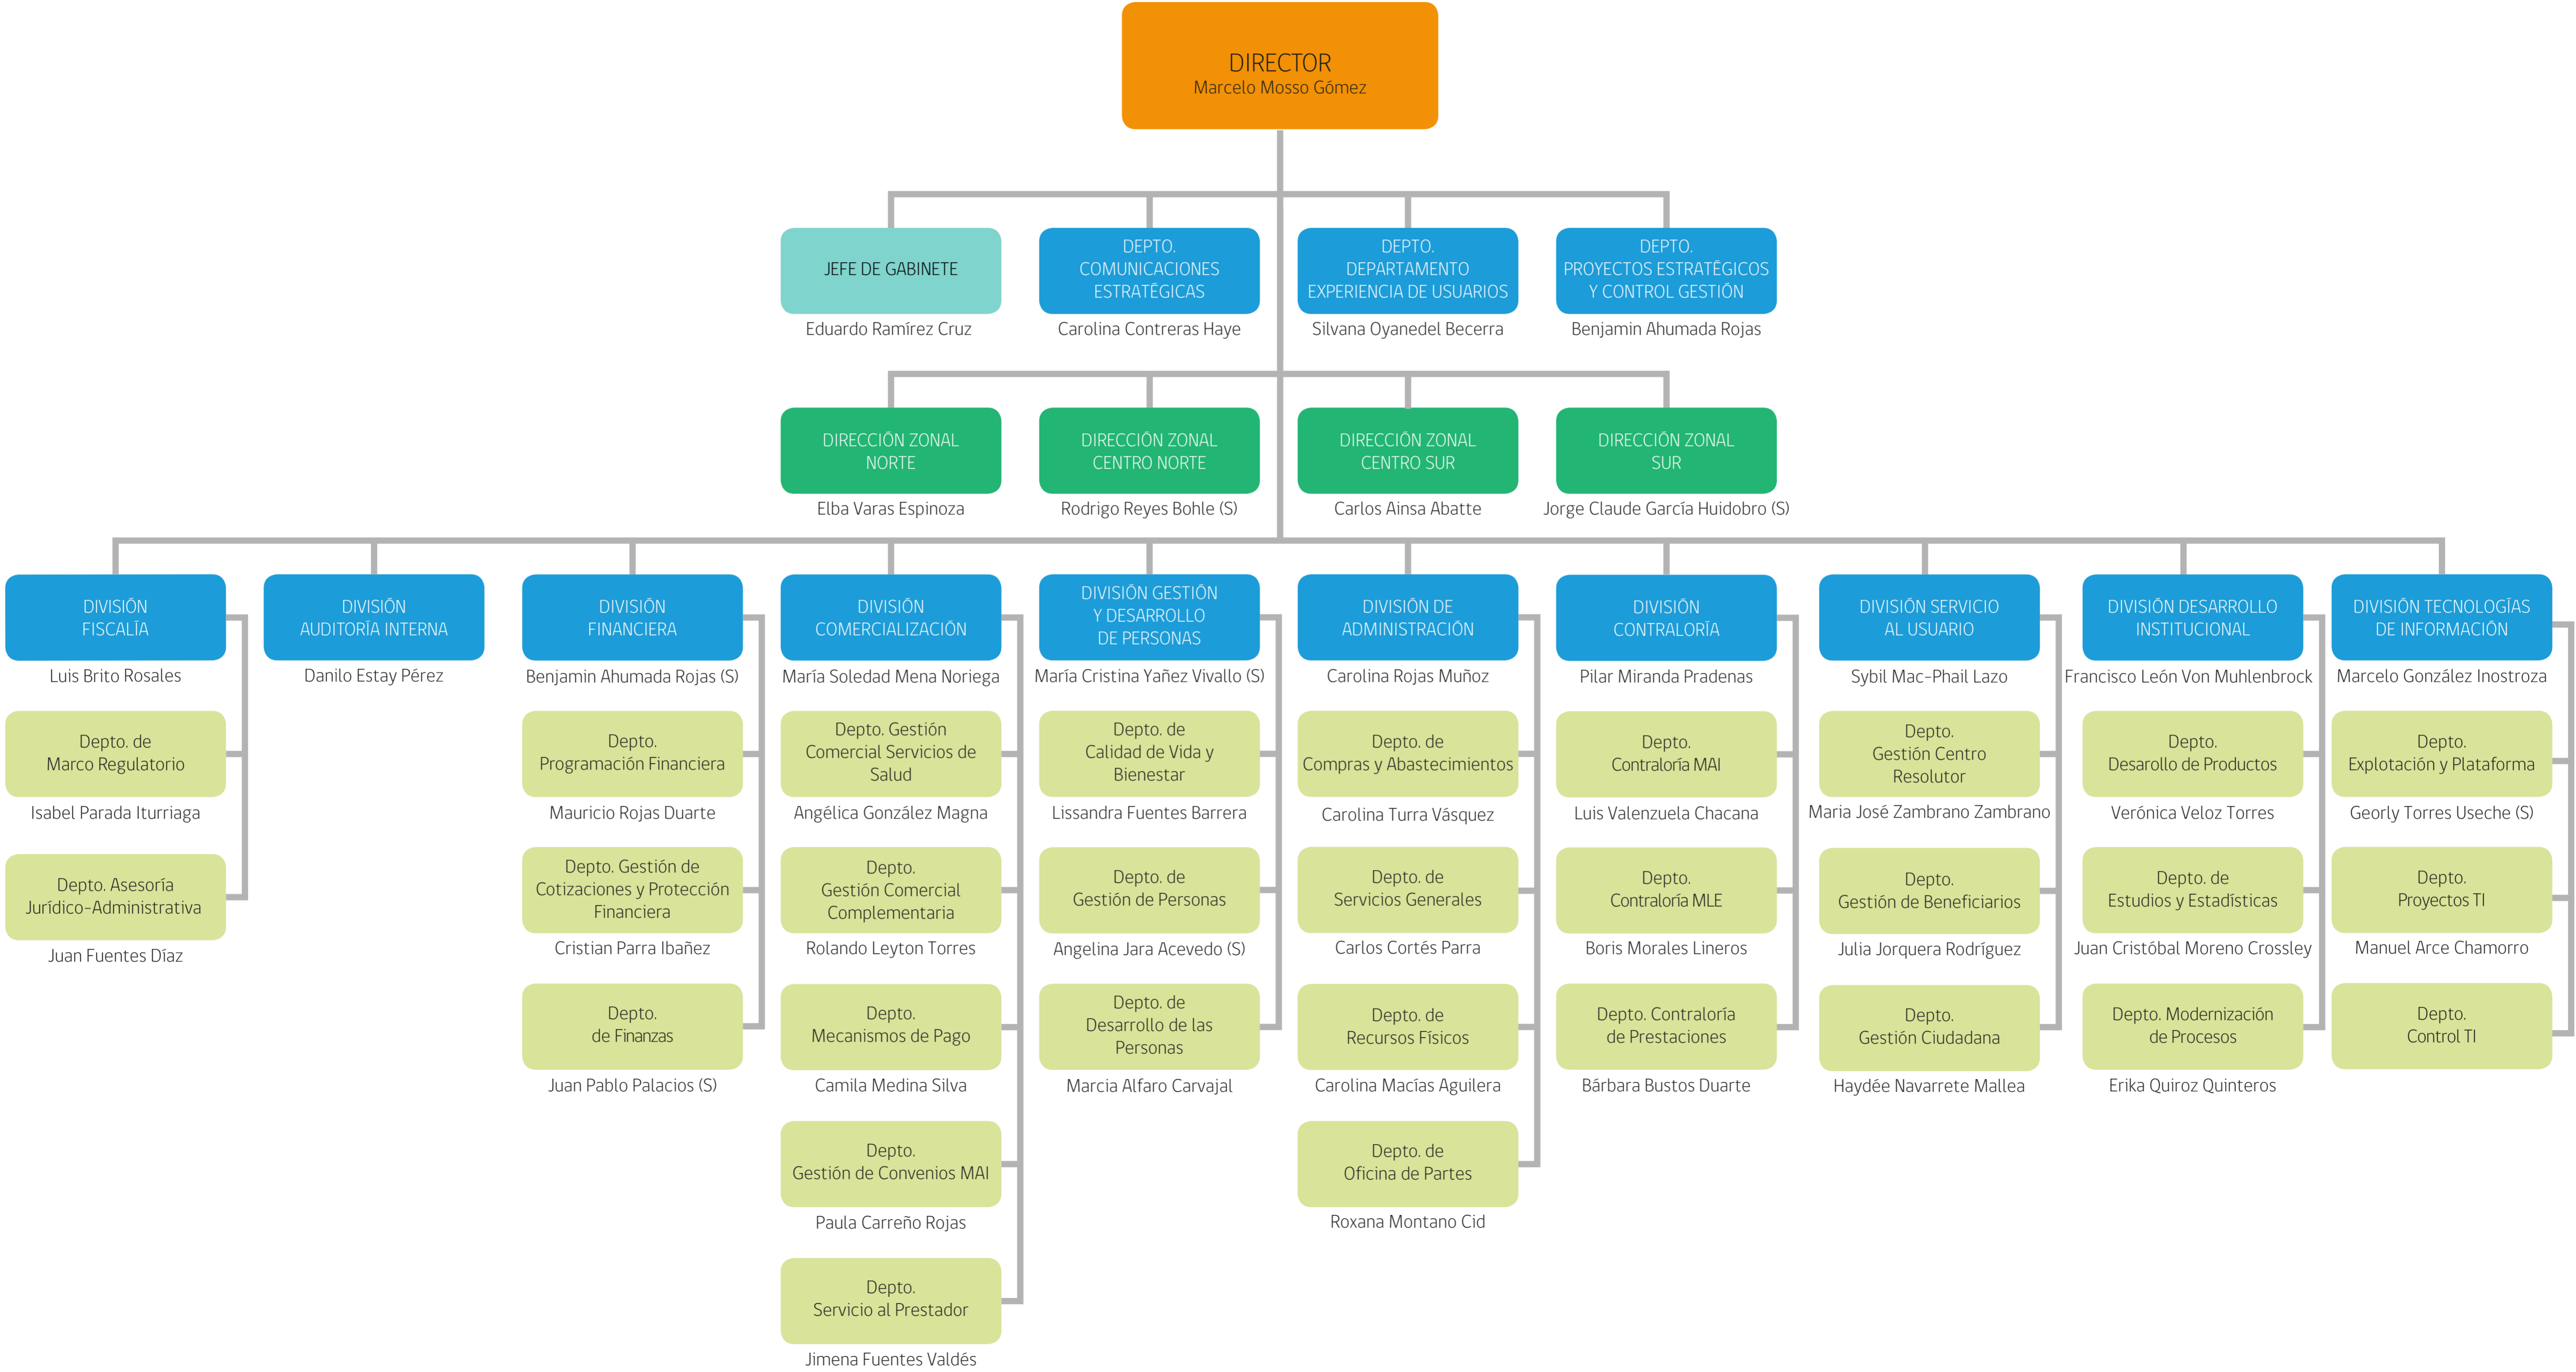 DIRECTOR
Marcelo Mosso Gómez
JEFE DE GABINETE
Eduardo Ramírez Cruz
DEPTO.
COMUNICACIONES
ESTRATÉGICAS
Carolina Contreras Haye
DEPTO.
DEPARTAMENTO
EXPERIENCIA DE USUARIOS
Silvana Oyanedel Becerra
DEPTO.
PROYECTOS ESTRATÉGICOS
Y CONTROL GESTIÓN
Benjamin Ahumada Rojas
DIRECCIÓN ZONAL
NORTE
Elba Varas Espinoza
DIRECCIÓN ZONAL
CENTRO NORTE
Rodrigo Reyes Bohle (S)
DIRECCIÓN ZONAL
CENTRO SUR
Carlos Ainsa Abatte
DIRECCIÓN ZONAL
SUR
Jorge Claude García Huidobro (S)
DIVISIÓN
FISCALÍA
Luis Brito Rosales
Depto. de
Marco Regulatorio
Isabel Parada Iturriaga
Depto. Asesoría
Jurídico-Administrativa
Juan Fuentes Díaz
DIVISIÓN
AUDITORÍA INTERNA
Danilo Estay Pérez
DIVISIÓN
FINANCIERA
Benjamin Ahumada Rojas (S)
Depto.
Programación Financiera
Mauricio Rojas Duarte
Depto. Gestión de
Cotizaciones y Protección
Financiera
Cristian Parra Ibañez
Depto.
de Finanzas
Juan Pablo Palacios (S)
DIVISIÓN
COMERCIALIZACIÓN
María Soledad Mena Noriega
Depto. Gestión
Comercial Servicios de
Salud
Angélica González Magna
Depto.
Gestión Comercial
Complementaria
Rolando Leyton Torres
Depto.
Mecanismos de Pago
Camila Medina Silva
Depto.
Gestión de Convenios MAI
Paula Carreño Rojas
Depto.
Servicio al Prestador
Jimena Fuentes Valdés
DIVISIÓN GESTIÓN
Y DESARROLLO
DE PERSONAS
María Cristina Yañez Vivallo (S)
Depto. de
Calidad de Vida y
Bienestar
Lissandra Fuentes Barrera
Depto. de
Gestión de Personas
Angelina Jara Acevedo (S)
Depto. de
Desarrollo de las
Personas
Marcia Alfaro Carvajal
DIVISIÓN DE
ADMINISTRACIÓN
Carolina Rojas Muñoz
Depto. de
Compras y Abastecimientos
Carolina Turra Vásquez
Depto. de
Servicios Generales
Carlos Cortés Parra
Depto. de
Recursos Físicos
Carolina Macías Aguilera
Depto. de
Oficina de Partes
Roxana Montano Cid
DIVISIÓN
CONTRALORÍA
Pilar Miranda Pradenas
Depto.
Contraloría MAI
Luis Valenzuela Chacana
Depto.
Contraloría MLE
Boris Morales Lineros
Depto. Contraloría
de Prestaciones
Bárbara Bustos Duarte
DIVISIÓN SERVICIO
AL USUARIO
Sybil Mac-Phail Lazo
Depto.
Gestión Centro
Resolutor
Maria José Zambrano Zambrano
Depto.
Gestión de Beneficiarios
Julia Jorquera Rodríguez
Depto.
Gestión Ciudadana
Haydée Navarrete Mallea
DIVISIÓN DESARROLLO
INSTITUCIONAL
Francisco León Von Muhlenbrock
Depto.
Desarollo de Productos
Verónica Veloz Torres
Depto. de
Estudios y Estadísticas
Juan Cristóbal Moreno Crossley
Depto. Modernización
de Procesos
Erika Quiroz Quinteros
DIVISIÓN TECNOLOGÍAS
DE INFORMACIÓN
Marcelo González Inostroza
Depto.
Explotación y Plataforma
Georly Torres Useche (S)
Depto.
Proyectos TI
Manuel Arce Chamorro
Depto.
Control TI